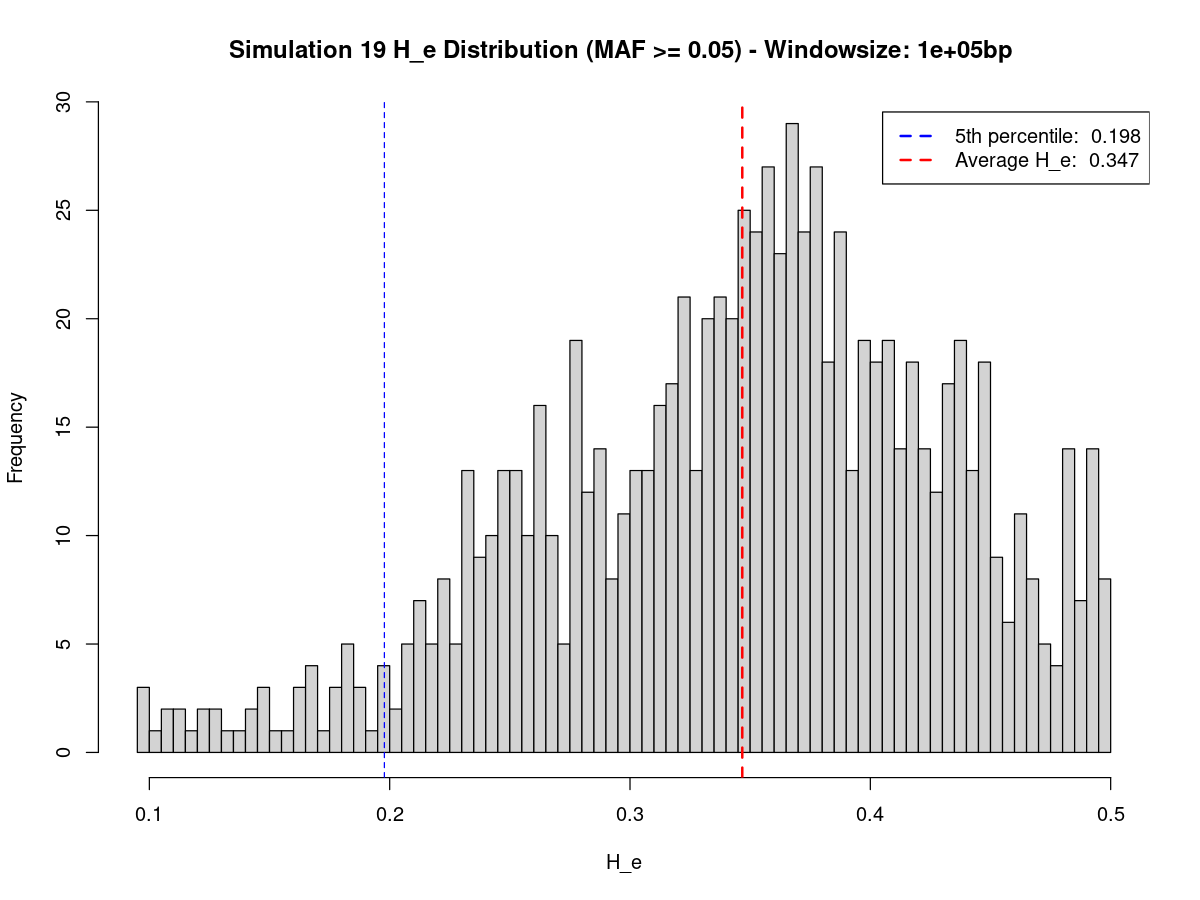 Simulation 19 H_e Distribution (MAF >= 0.05) - Windowsize: 1e+05bp
5th percentile:  0.198
Average H_e:  0.347
Frequency
30
25
20
15
10
5
0
0.1 0.2 0.3 0.4 0.5
H_e